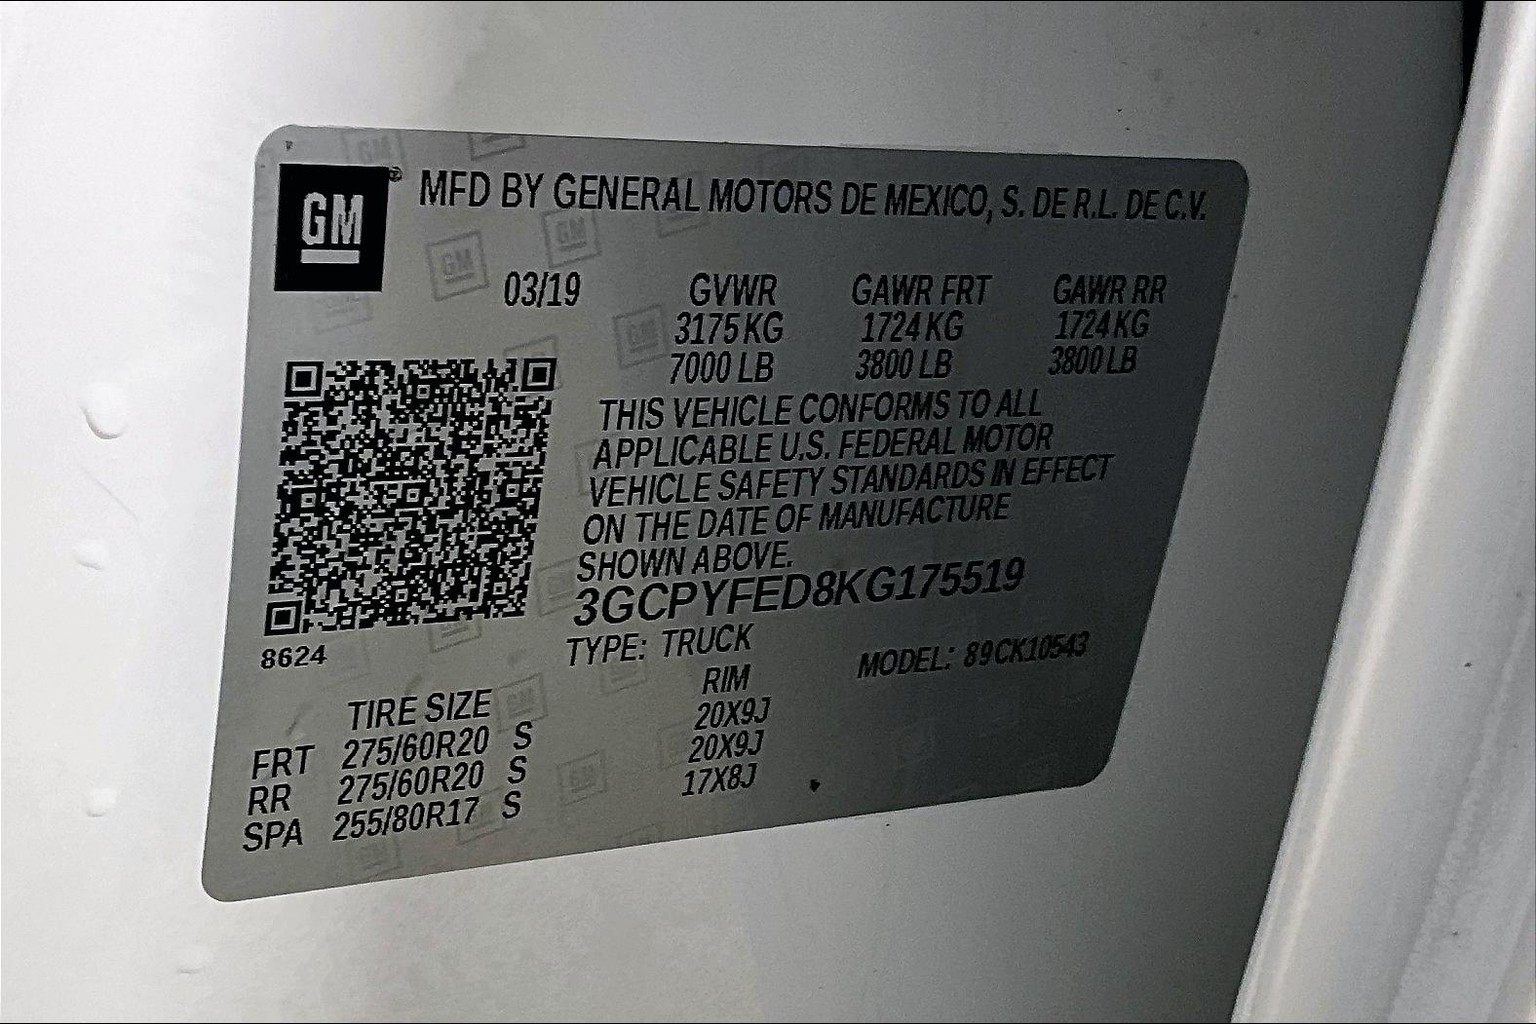 GM® MFD BY GENERAL MOTORS DE MEXICO, S. DE R.L. DE C.V.
03/19 GVWR GAWR FRT GAWR RR
3175 KG 1724 KG 1724 KG
7000 LB 3800 LB 3800 LB
THIS VEHICLE CONFORMS TO ALL
APPLICABLE U.S. FEDERAL MOTOR
VEHICLE SAFETY STANDARDS IN EFFECT
ON THE DATE OF MANUFACTURE
SHOWN ABOVE.
3GCPYFED8KG175519
8624 TYPE: TRUCK MODEL: 89CK10543
TIRE SIZE RIM
FRT 275/60R20 S 20X9J
RR 275/60R20 S 20X9J
SPA 255/80R17 S 17X8J